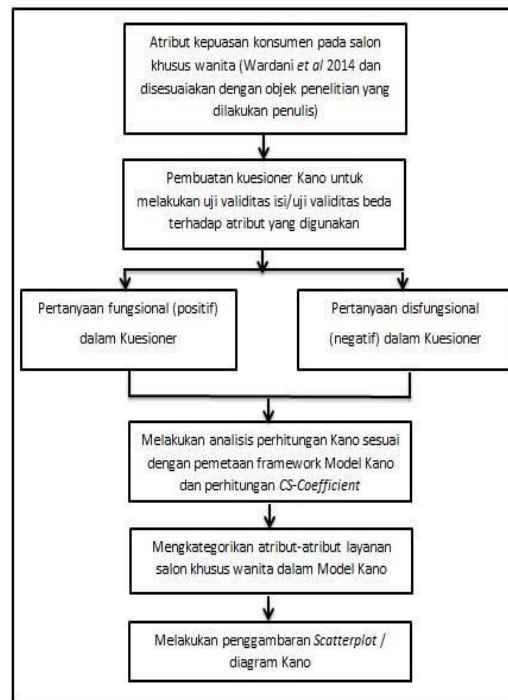 Atribut kepuasan konsumen pada salon
khusus wanita (Wardani et al 2014 dan
disesuaiakan dengan objek penelitian yang
dilakukan penulis)
Pembuatan kuesioner Kano untuk
melakukan uji validitas isi/uji validitas beda
terhadap atribut yang digunakan
Pertanyaan fungsional (positif)
dalam Kuesioner
Pertanyaan disfungsional
(negatif) dalam Kuesioner
Melakukan analisis perhitungan Kano sesuai
dengan pemetaan framework Model Kano
dan perhitungan CS-Coefficient
Mengkategorikan atribut-atribut layanan
salon khusus wanita dalam Model Kano
Melakukan penggambaran Scatterplot /
diagram Kano